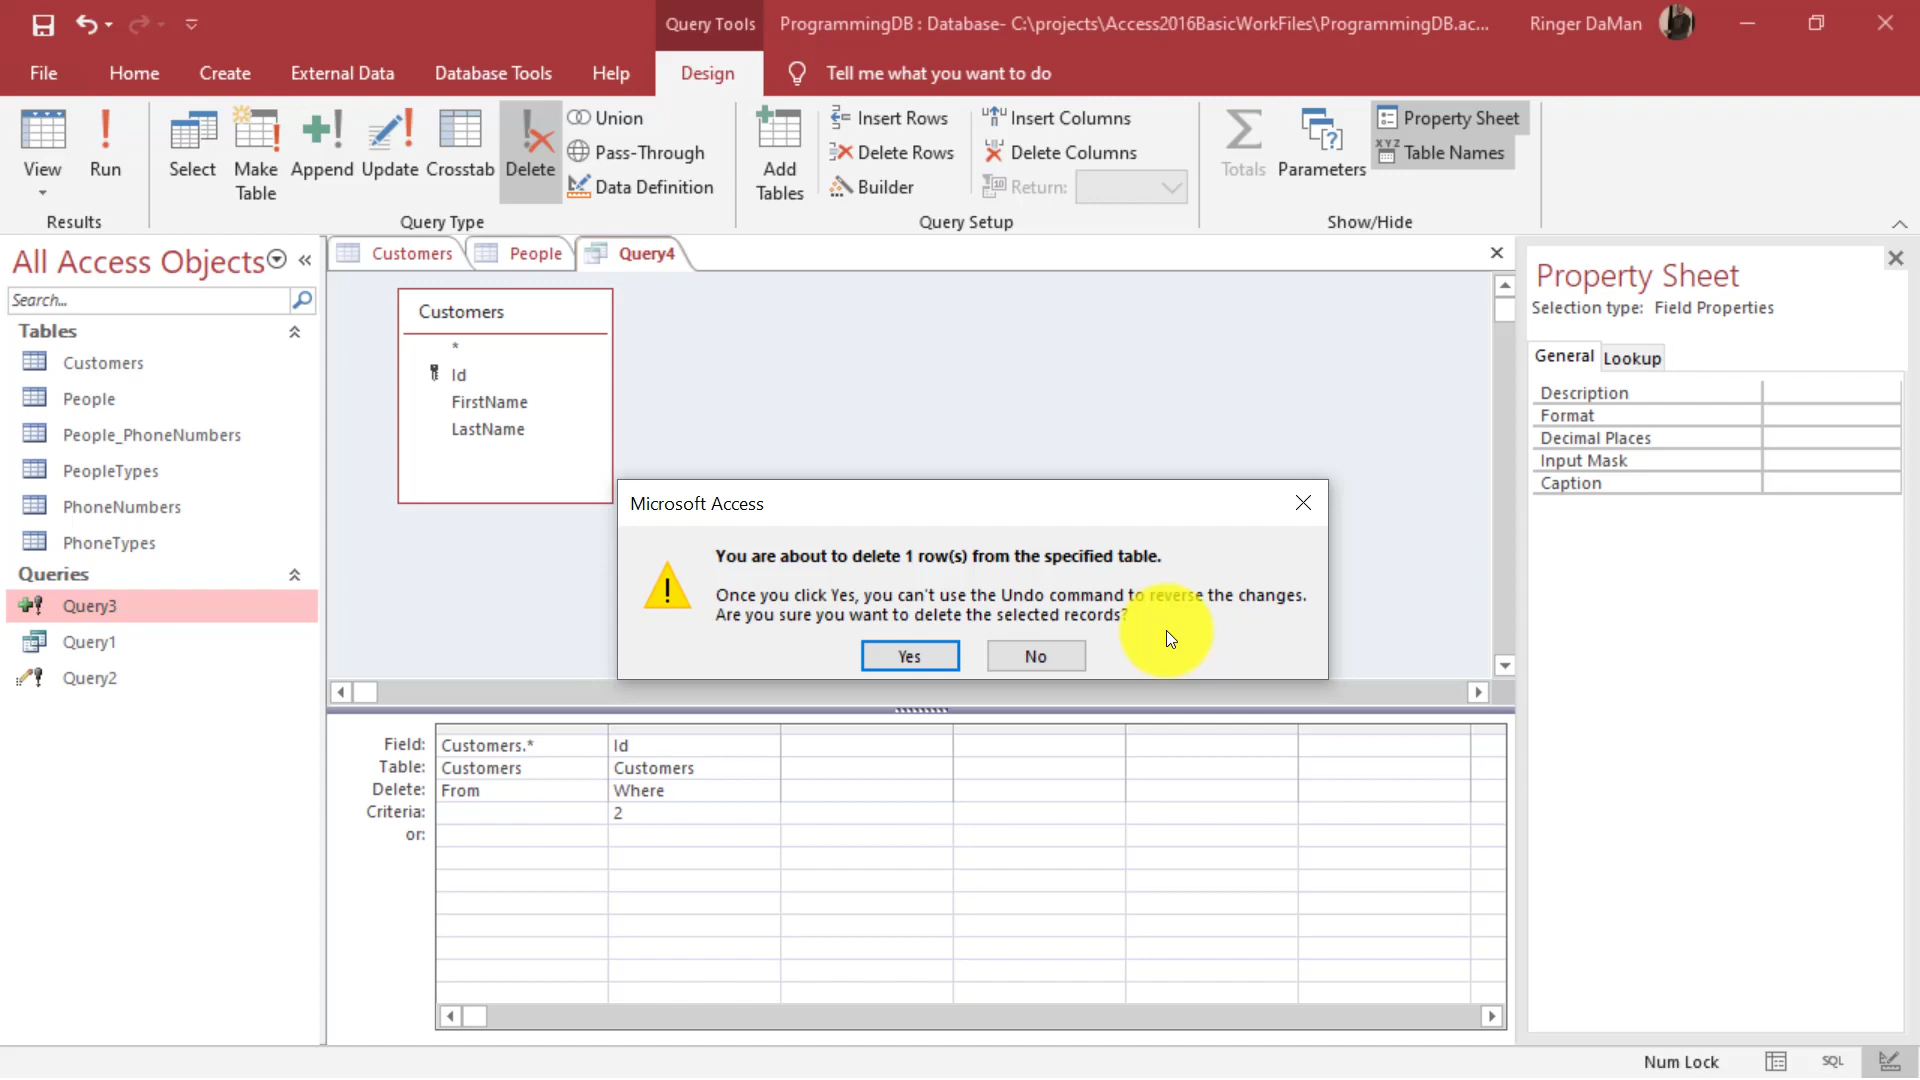 Query Tools
ProgrammingDB : Database- C:\projects\Access2016BasicWorkFiles\ProgrammingDB.ac...
Ringer DaMan
File Home Create External Data Database Tools Help Design Tell me what you want to do
View
Run
Results
Select
Make
Table
Append
Update
Crosstab
Delete
Union
Pass-Through
Data Definition
Query Type
Add
Tables
Insert Rows
Delete Rows
Builder
Insert Columns
Delete Columns
Return:
Query Setup
Totals
Parameters
Property Sheet
XYZ
Table Names
Show/Hide
All Access Objects
Search...
Tables
Customers
People
People_PhoneNumbers
PeopleTypes
PhoneNumbers
PhoneTypes
Queries
Query3
Query1
Query2
Customers People Query4
Customers
*
Id
FirstName
LastName
Microsoft Access
You are about to delete 1 row(s) from the specified table.
Once you click Yes, you can't use the Undo command to reverse the changes.
Are you sure you want to delete the selected records?
Yes No
Field: Customers.* Id
Table: Customers Customers
Delete: From Where
Criteria: 2
or:
Property Sheet
Selection type: Field Properties
General Lookup
Description
Format
Decimal Places
Input Mask
Caption
Num Lock
SQL